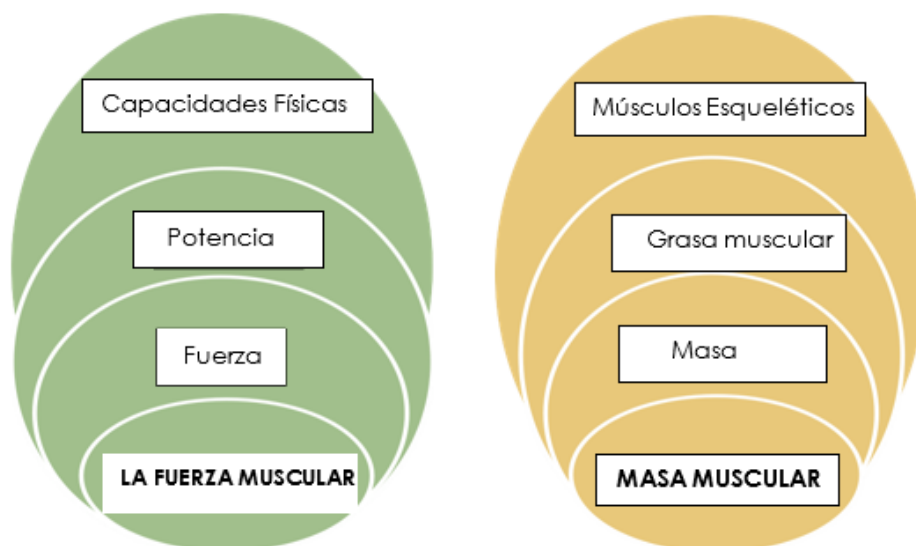 Capacidades Físicas
Potencia
Fuerza
LA FUERZA MUSCULAR
Músculos Esqueléticos
Grasa muscular
Masa
MASA MUSCULAR